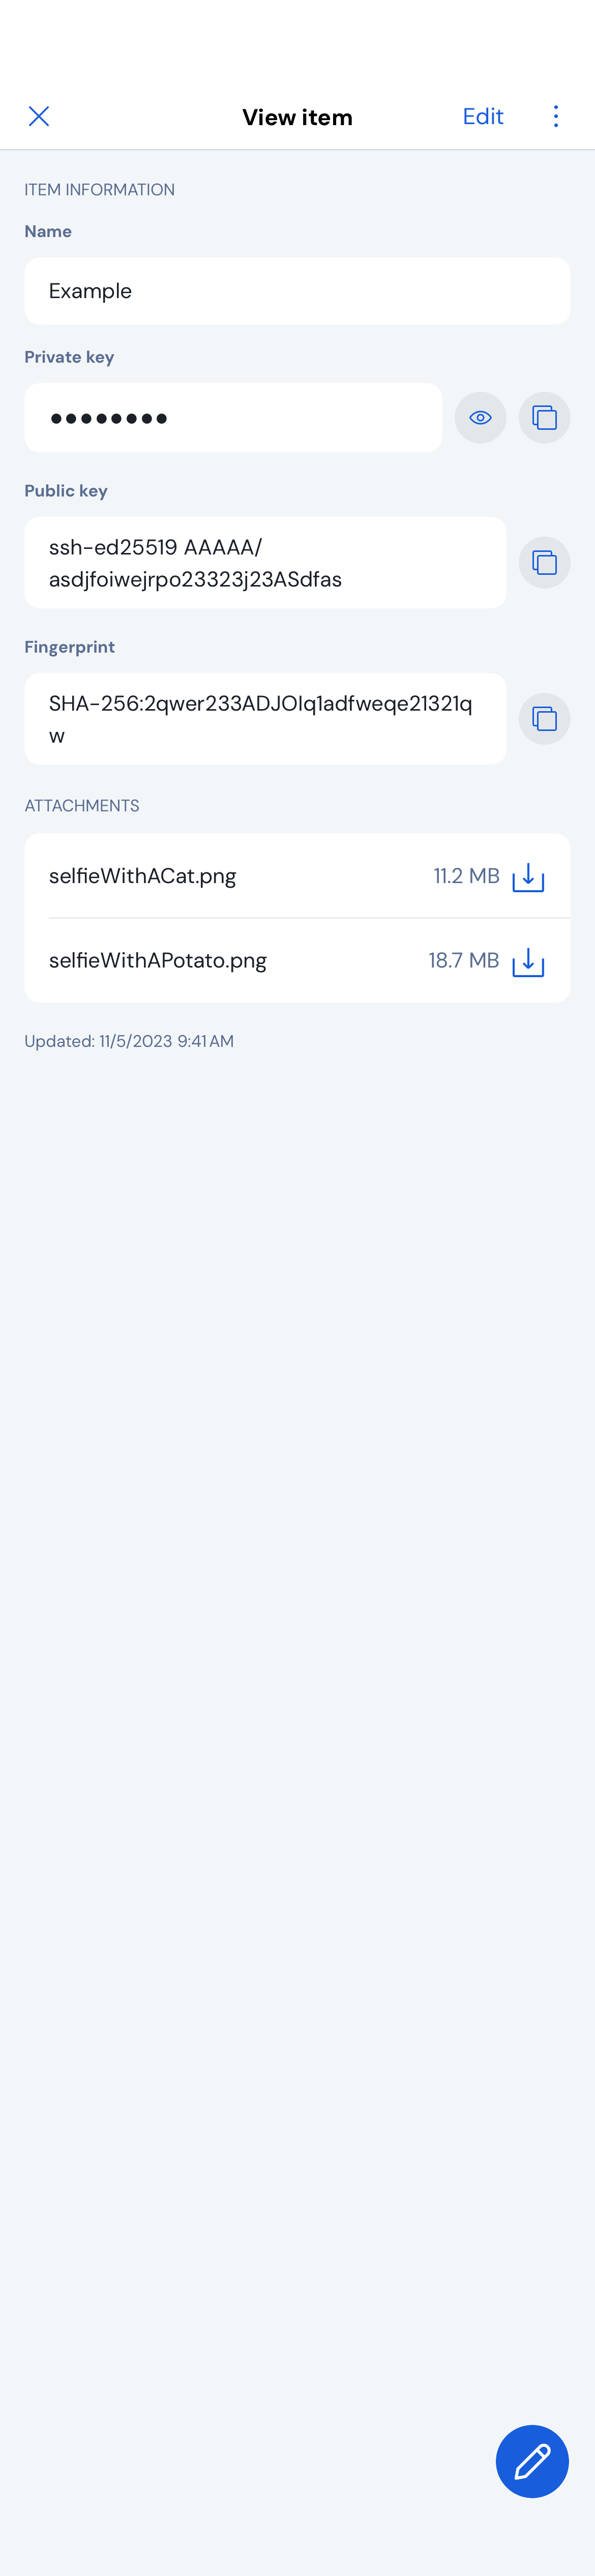 View item
Edit
ITEM INFORMATION
Name
Example
Private key
••••••••
Public key
ssh-ed25519 AAAAA/
asdjfoiwejrpo23323j23ASdfas
Fingerprint
SHA-256:2qwer233ADJOIq1adfweqe21321q
w
ATTACHMENTS
selfieWithACat.png 11.2 MB
selfieWithAPotato.png 18.7 MB
Updated: 11/5/2023 9:41 AM